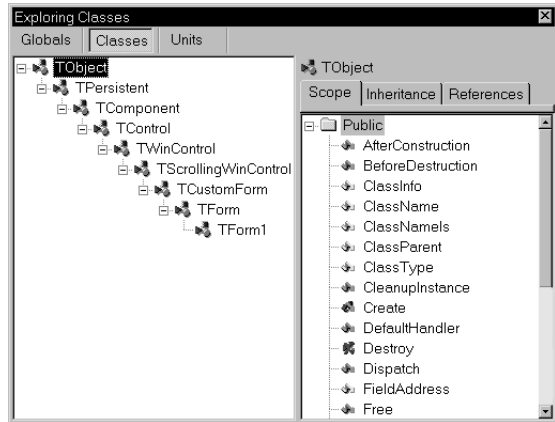 Exploring Classes
Globals Classes Units
TObject
TPersistent
TComponent
TControl
TWinControl
TScrollingWinControl
TCustomForm
TForm
TForm1
TObject
Scope Inheritance References
Public
AfterConstruction
BeforeDestruction
ClassInfo
ClassName
ClassNameIs
ClassParent
ClassType
CleanupInstance
Create
DefaultHandler
Destroy
Dispatch
FieldAddress
Free